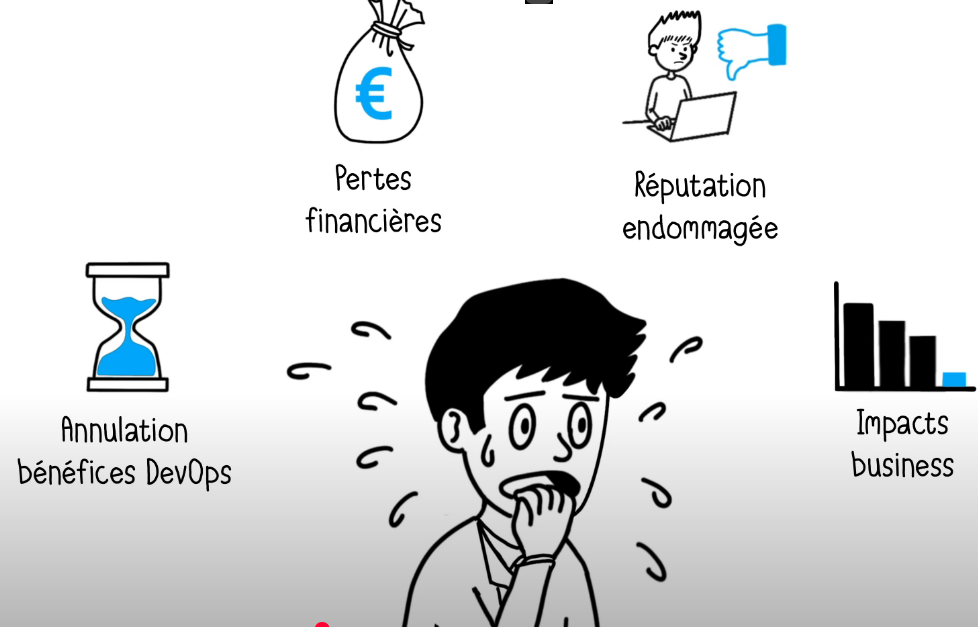 €
Pertes
financières
Réputation
endommagée
Annulation
bénéfices DevOps
Impacts
business